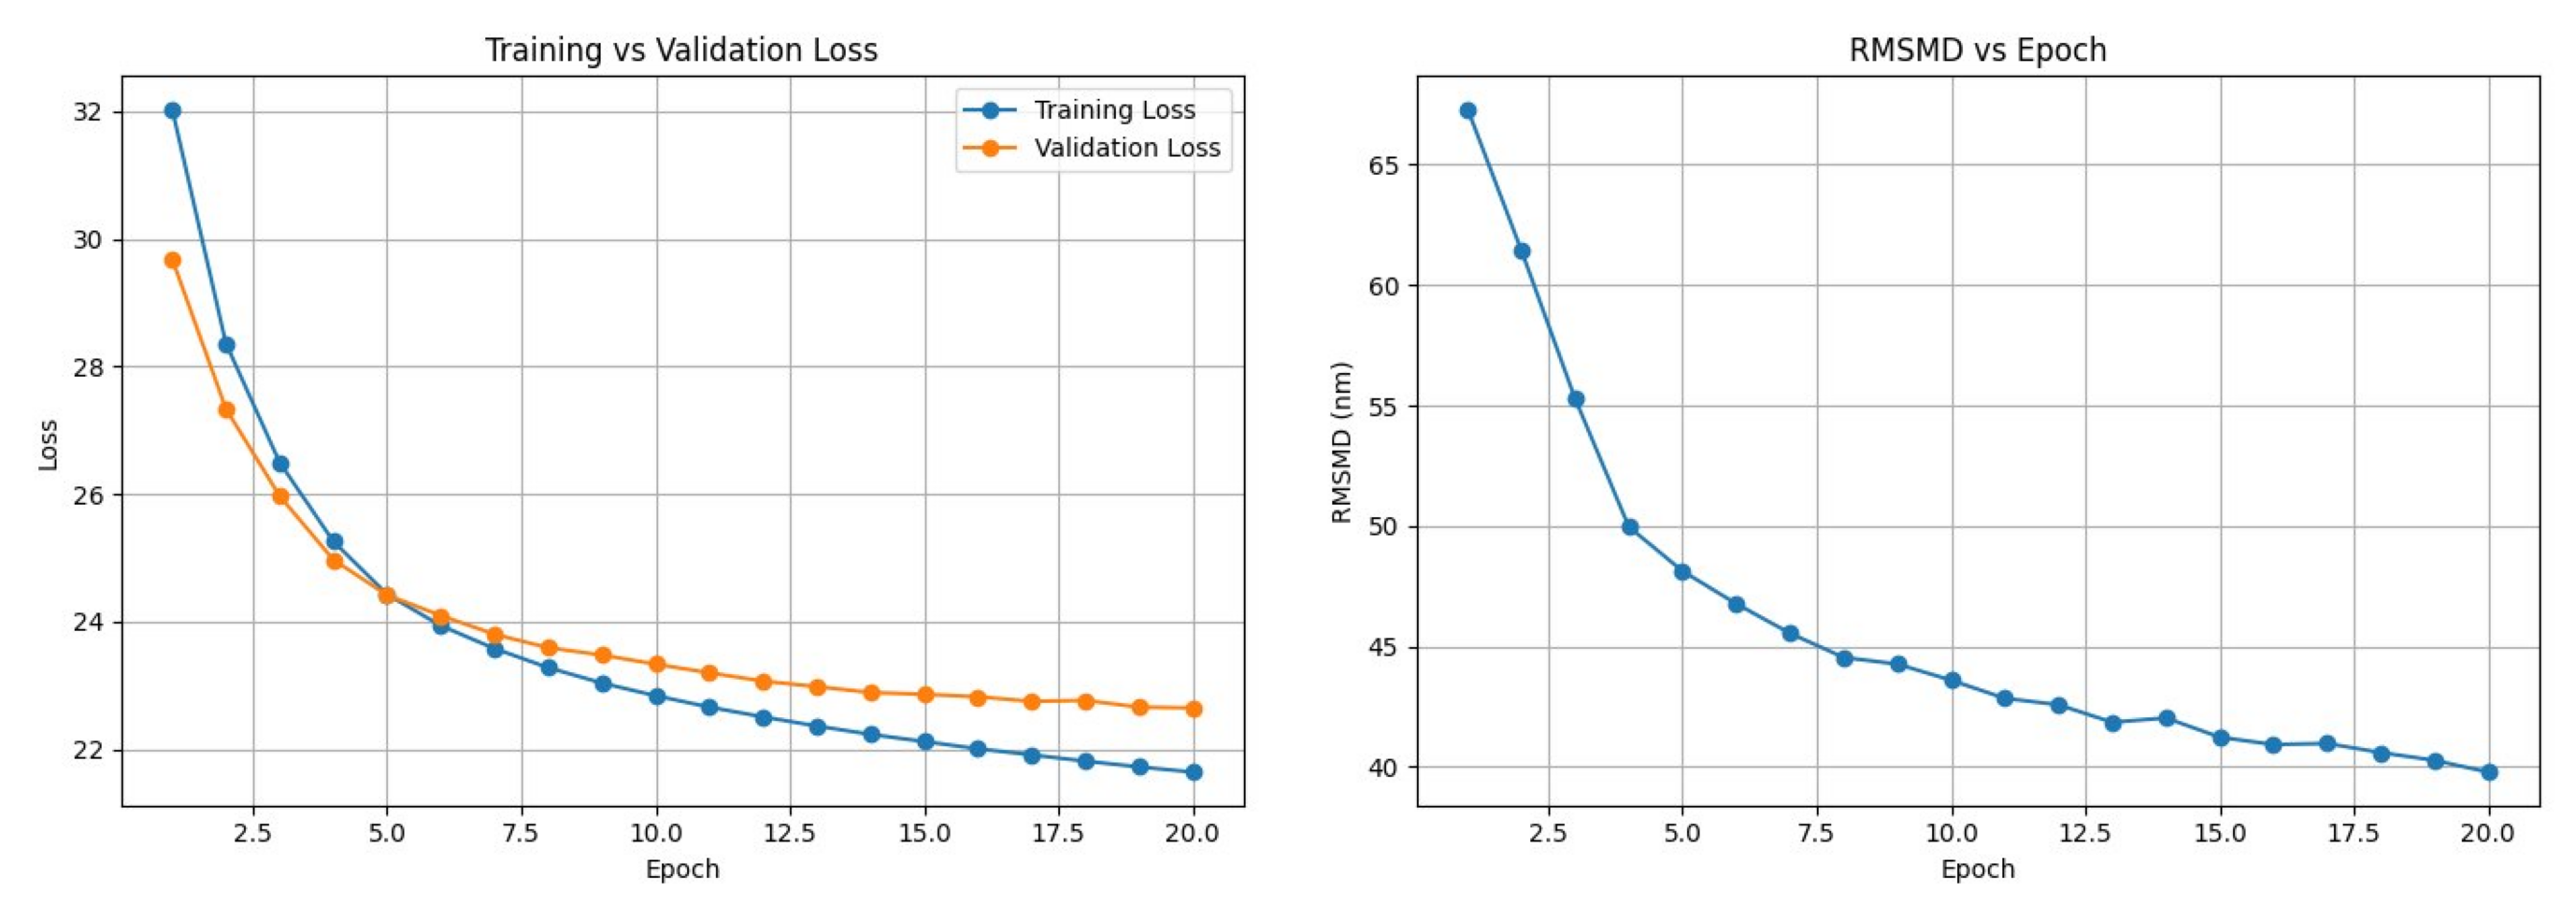 Training vs Validation Loss
Training Loss
Validation Loss
32
30
28
26
24
22
Loss
2.5 5.0 7.5 10.0 12.5 15.0 17.5 20.0
Epoch
RMSMD vs Epoch
65
60
55
50
45
40
RMSMD (nm)
2.5 5.0 7.5 10.0 12.5 15.0 17.5 20.0
Epoch